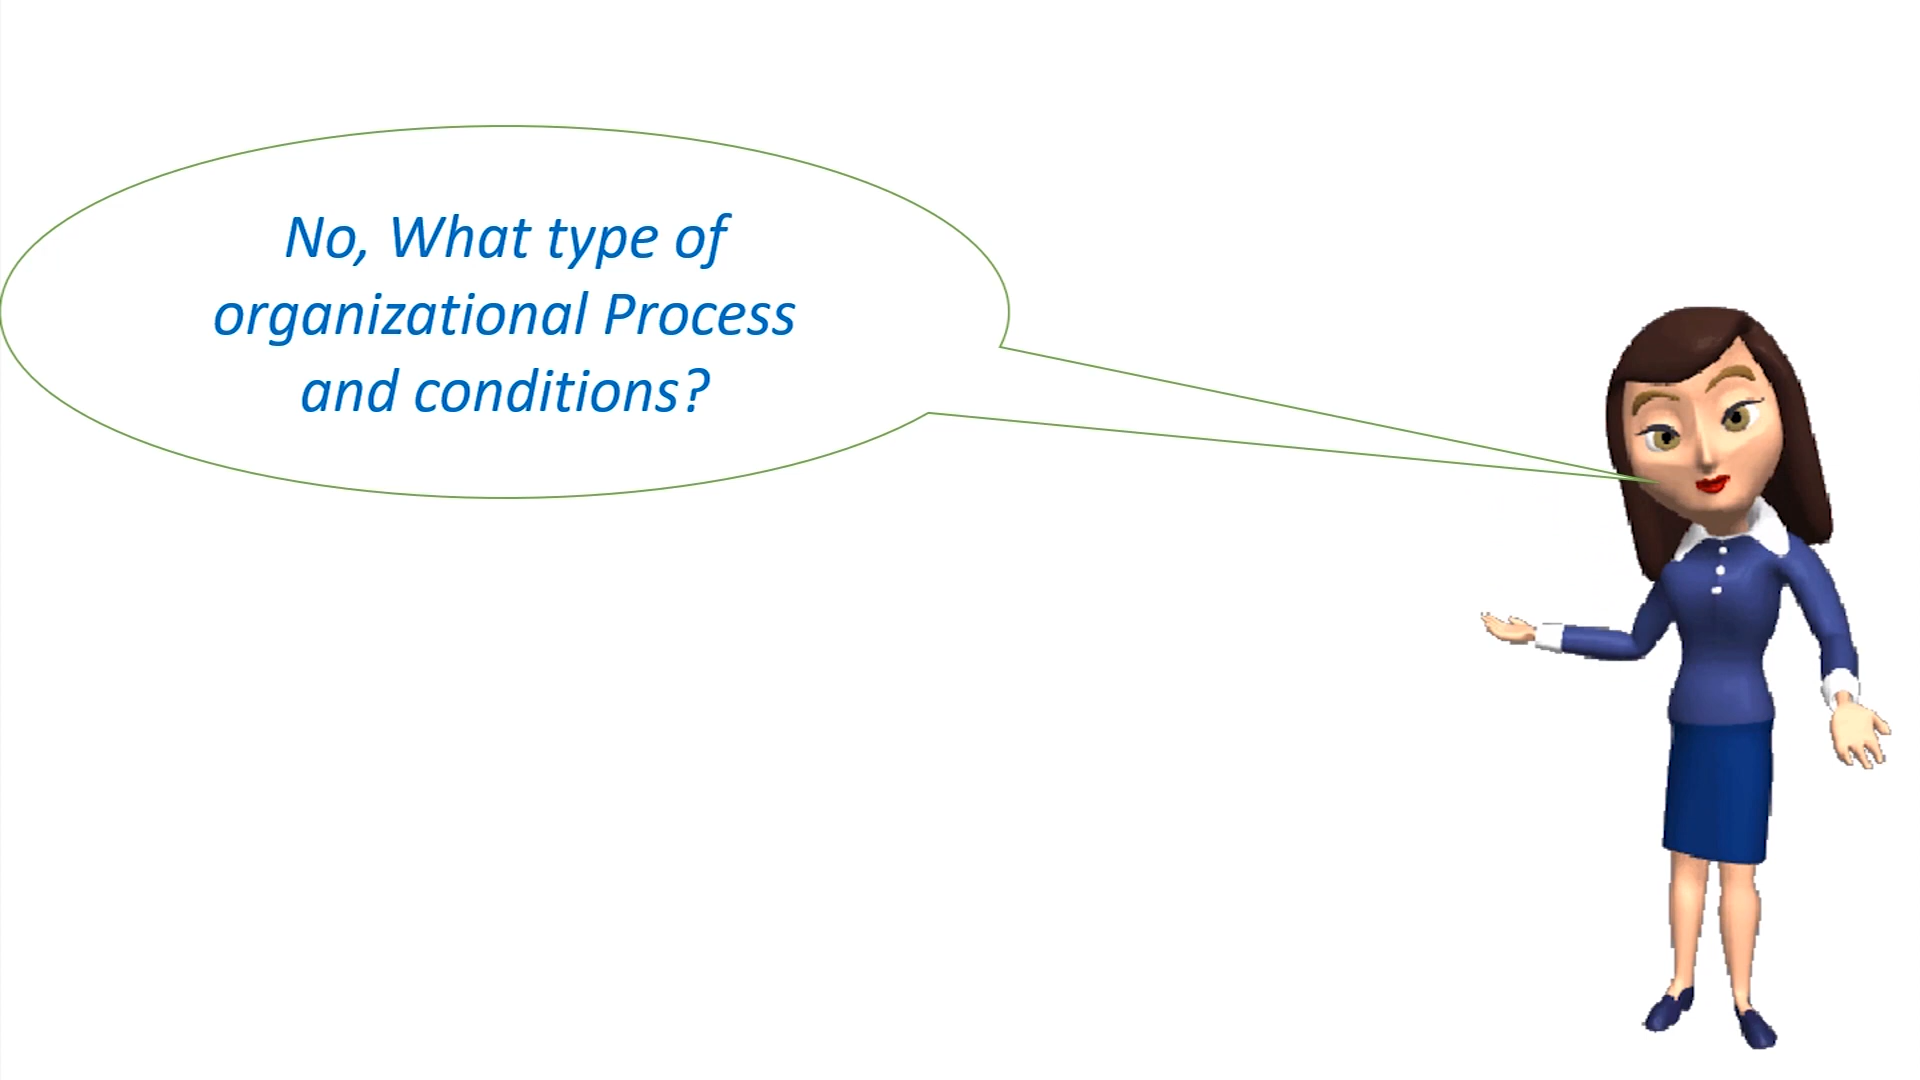 No, What type of
organizational Process
and conditions?